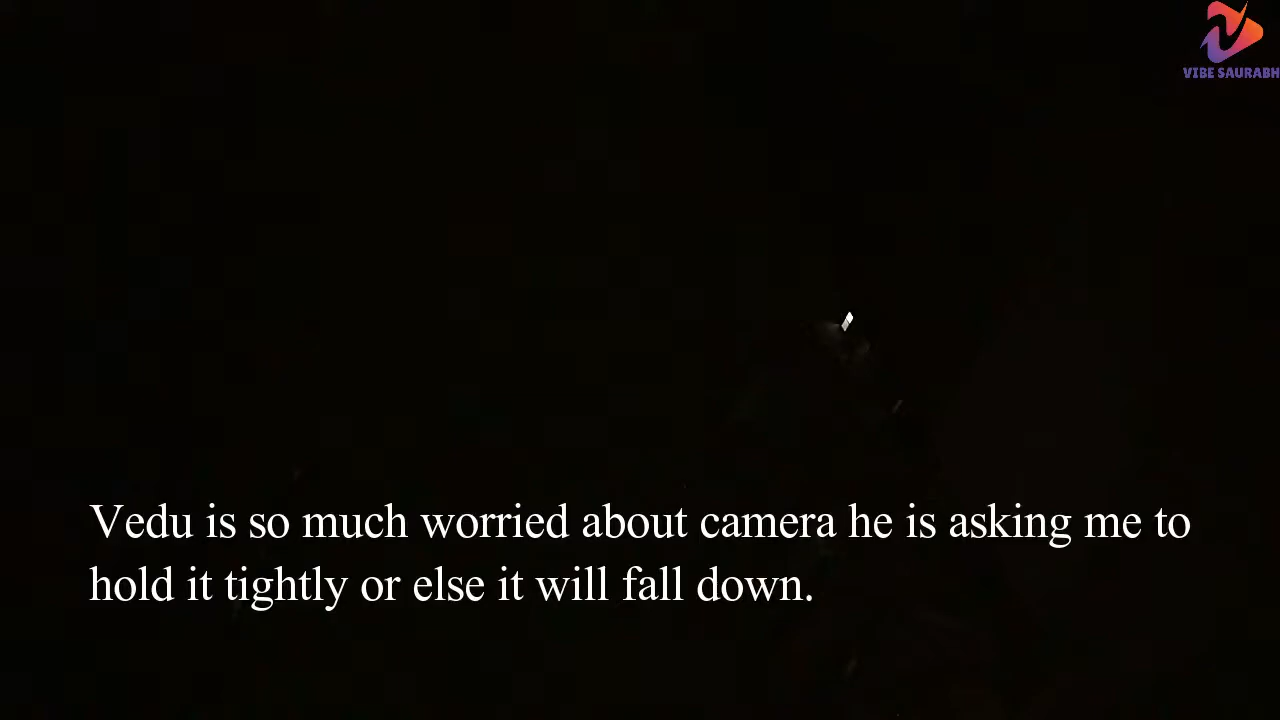 VIBE SAURABH
Vedu is so much worried about camera he is asking me to
hold it tightly or else it will fall down.